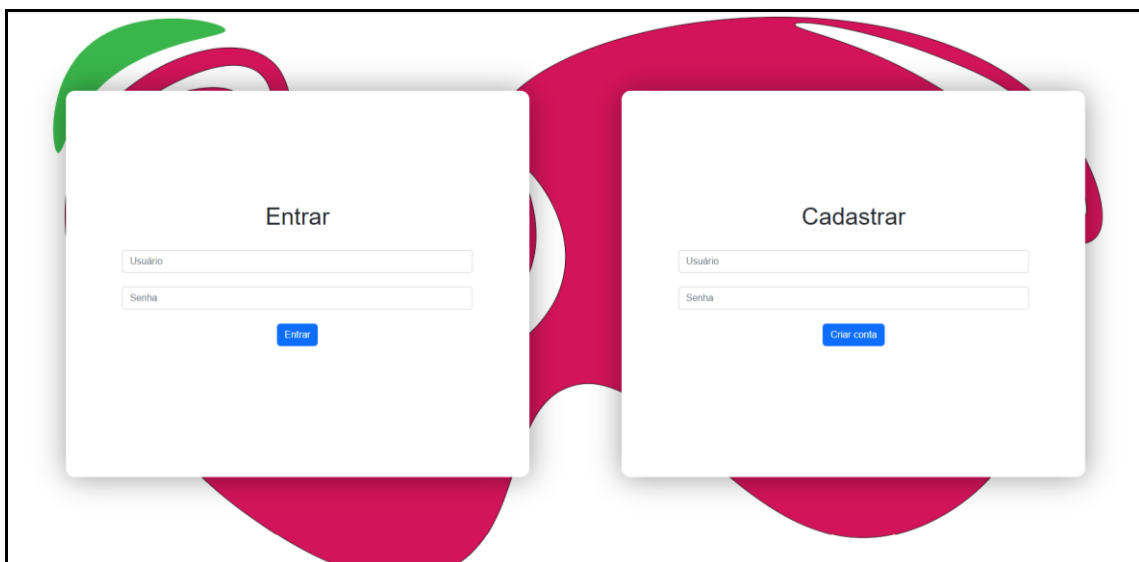 Entrar
Usuário
Senha
Entrar
Cadastrar
Usuário
Senha
Criar conta